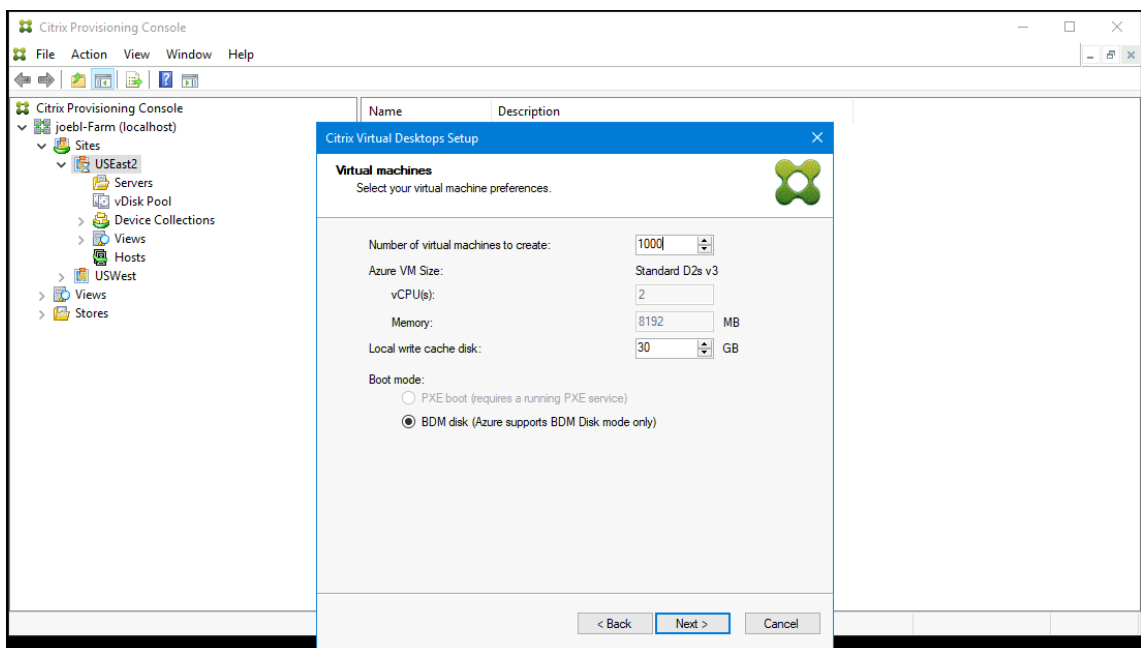 Citrix Provisioning Console
File Action View Window Help
Citrix Provisioning Console
joebl-Farm (localhost)
Sites
USEast2
Servers
vDisk Pool
Device Collections
Views
Hosts
USWest
Views
Stores
Name Description
Citrix Virtual Desktops Setup
Virtual machines
Select your virtual machine preferences.
Number of virtual machines to create: 1000
Azure VM Size: Standard D2s v3
vCPU(s): 2
Memory: 8192 MB
Local write cache disk: 30 GB
Boot mode:
PXE boot (requires a running PXE service)
BDM disk (Azure supports BDM Disk mode only)
< Back Next > Cancel